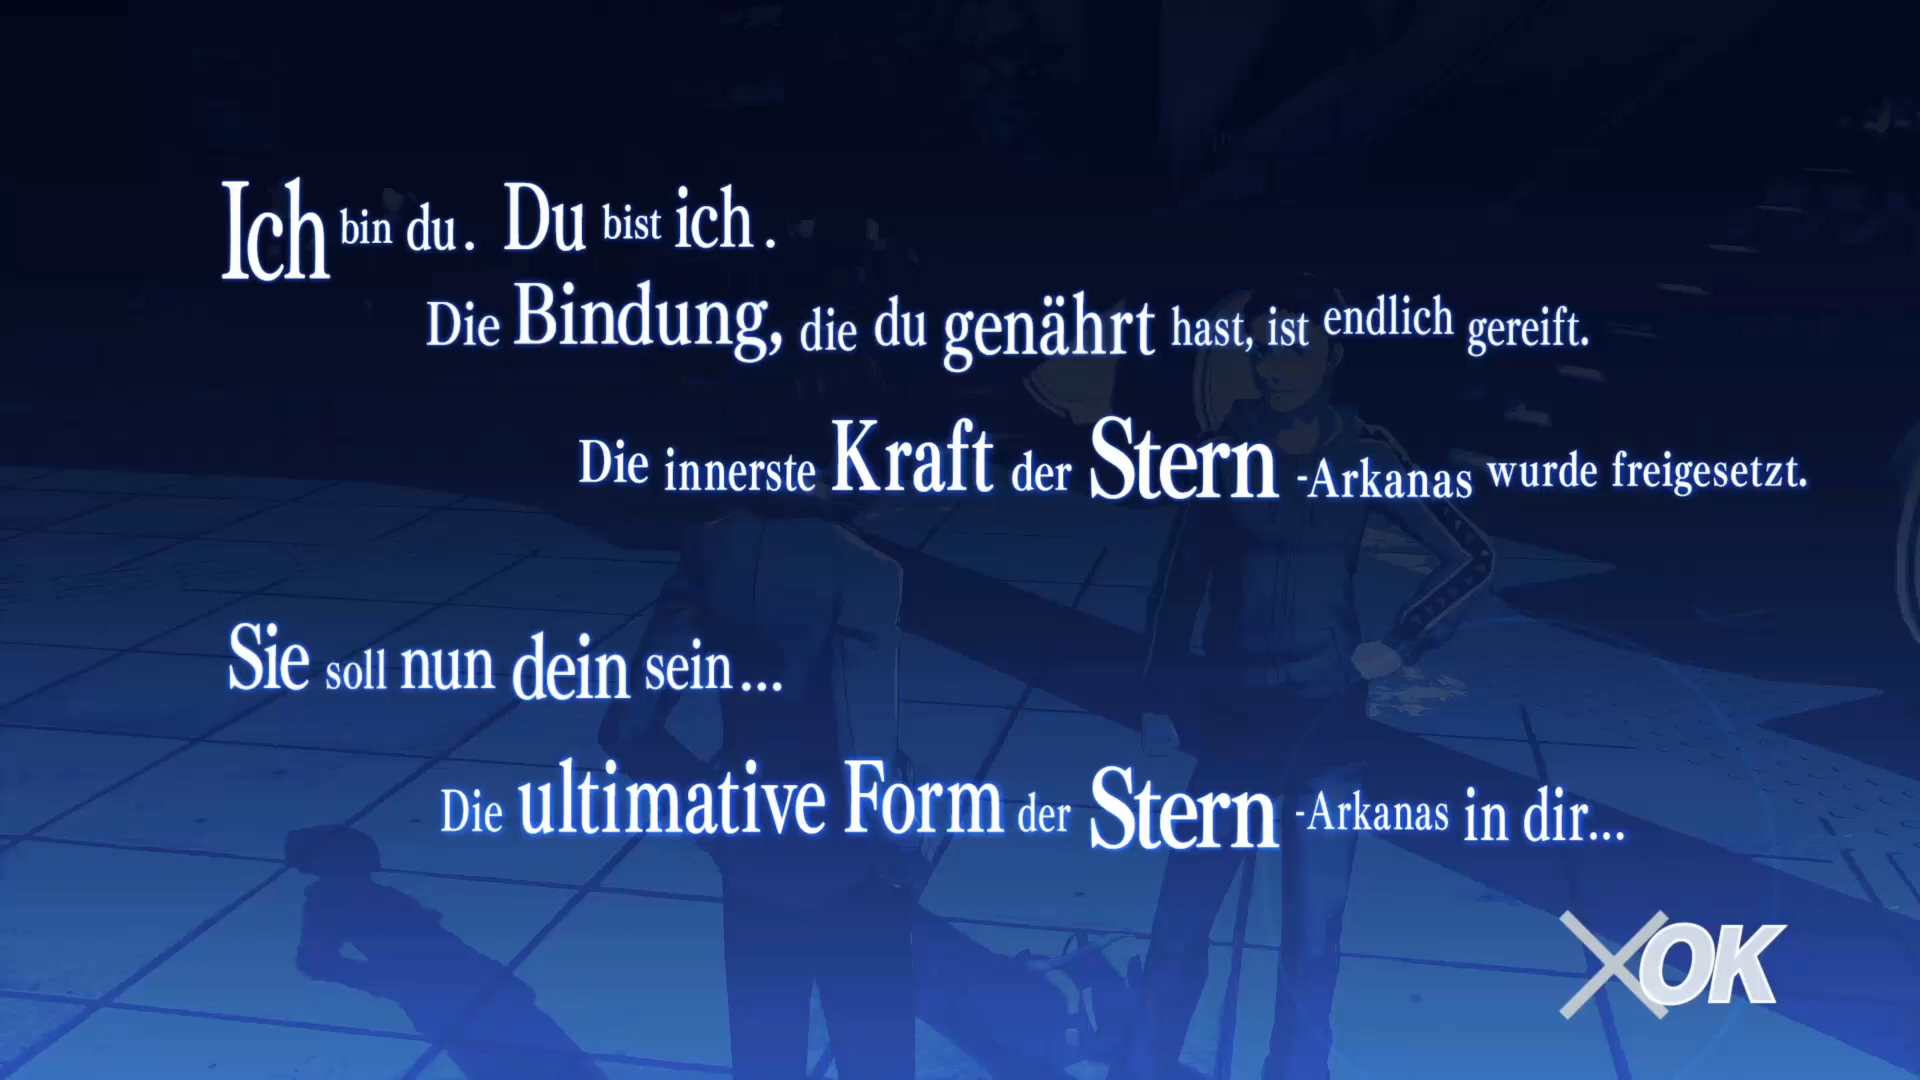 Ich bin du. Du bist ich.
Die Bindung, die du genährt hast, ist endlich gereift.
Die innerste Kraft der Stern-Arkanas wurde freigesetzt.
Sie soll nun dein sein...
Die ultimative Form der Stern-Arkanas in dir...
OK